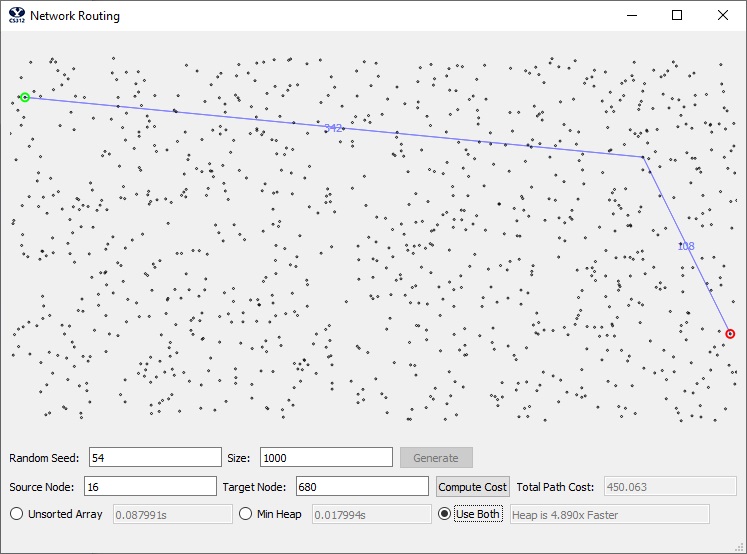 CS312
Network Routing
342
108
Random Seed: 54 Size: 1000 Generate
Source Node: 16 Target Node: 680 Compute Cost Total Path Cost: 450.063
Unsorted Array 0.087991s Min Heap 0.017994s Use Both Heap is 4.890x Faster